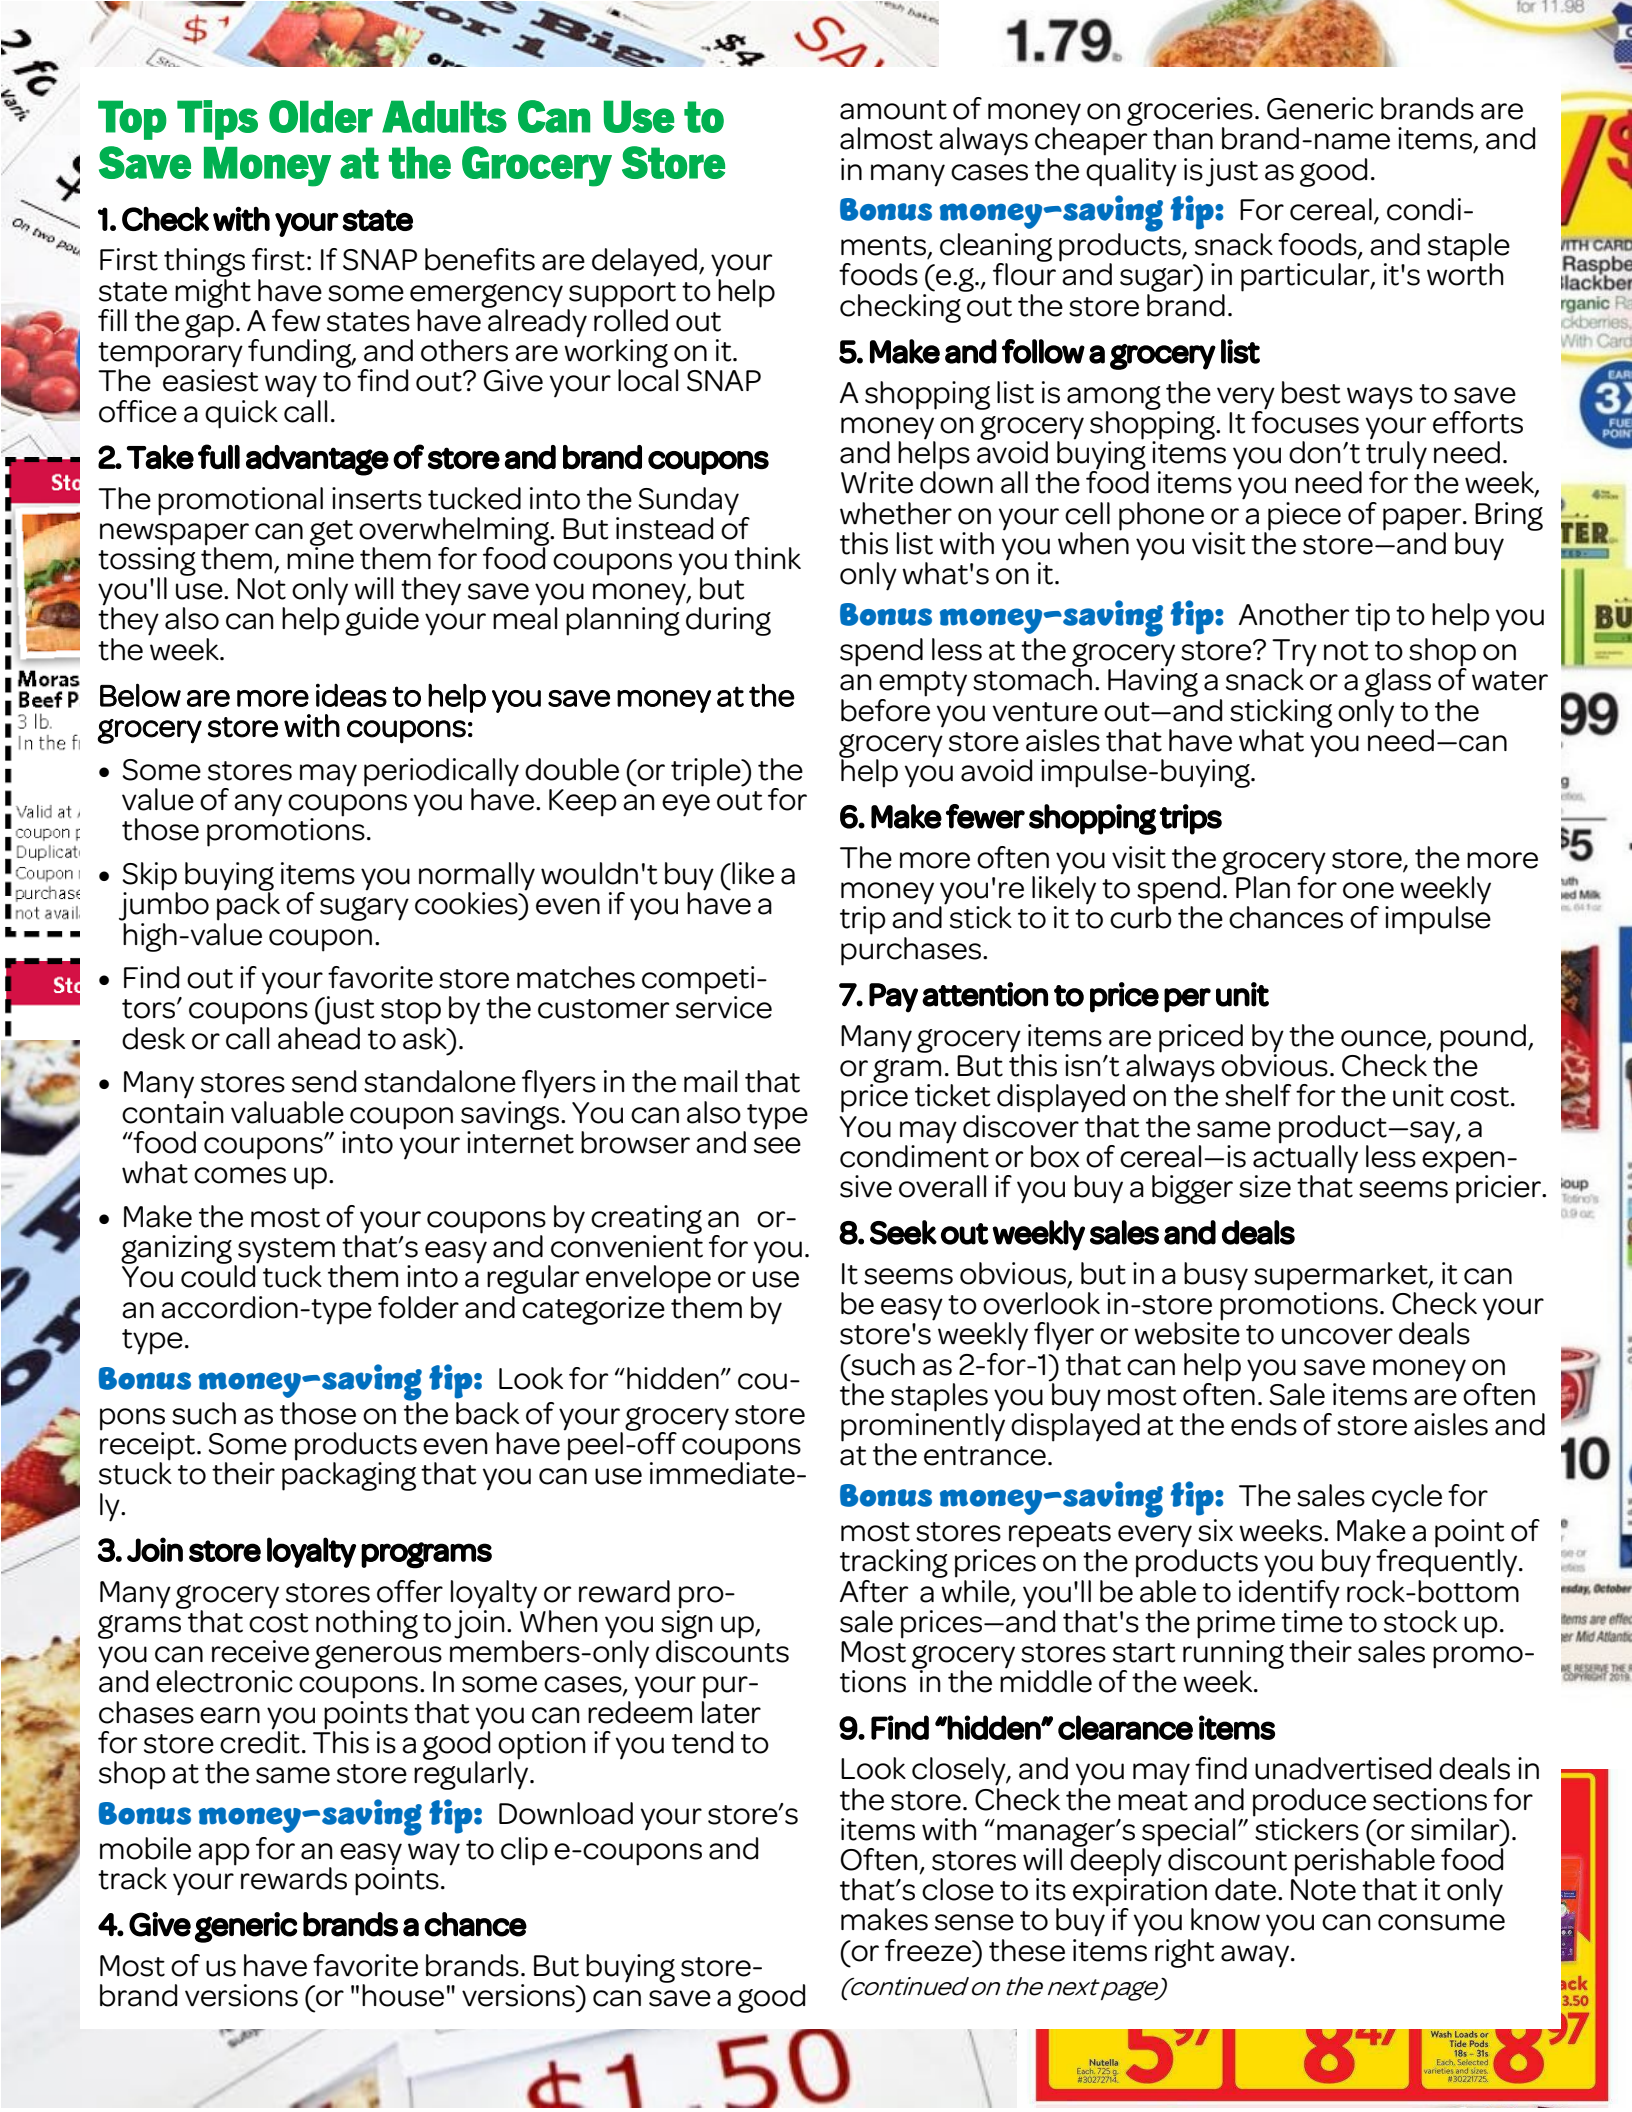 Top Tips Older Adults Can Use to
Save Money at the Grocery Store
1. Check with your state
First things first: If SNAP benefits are delayed, your
state might have some emergency support to help
fill the gap. A few states have already rolled out
temporary funding, and others are working on it.
The easiest way to find out? Give your local SNAP
office a quick call.
2. Take full advantage of store and brand coupons
The promotional inserts tucked into the Sunday
newspaper can get overwhelming. But instead of
tossing them, mine them for food coupons you think
you'll use. Not only will they save you money, but
they also can help guide your meal planning during
the week.
Below are more ideas to help you save money at the
grocery store with coupons:
• Some stores may periodically double (or triple) the
value of any coupons you have. Keep an eye out for
those promotions.
• Skip buying items you normally wouldn't buy (like a
jumbo pack of sugary cookies) even if you have a
high-value coupon.
• Find out if your favorite store matches competi-
tors’ coupons (just stop by the customer service
desk or call ahead to ask).
• Many stores send standalone flyers in the mail that
contain valuable coupon savings. You can also type
“food coupons” into your internet browser and see
what comes up.
• Make the most of your coupons by creating an or-
ganizing system that’s easy and convenient for you.
You could tuck them into a regular envelope or use
an accordion-type folder and categorize them by
type.
Bonus money-saving tip: Look for “hidden” cou-
pons such as those on the back of your grocery store
receipt. Some products even have peel-off coupons
stuck to their packaging that you can use immediate-
ly.
3. Join store loyalty programs
Many grocery stores offer loyalty or reward pro-
grams that cost nothing to join. When you sign up,
you can receive generous members-only discounts
and electronic coupons. In some cases, your pur-
chases earn you points that you can redeem later
for store credit. This is a good option if you tend to
shop at the same store regularly.
Bonus money-saving tip: Download your store’s
mobile app for an easy way to clip e-coupons and
track your rewards points.
4. Give generic brands a chance
Most of us have favorite brands. But buying store-
brand versions (or "house" versions) can save a good
amount of money on groceries. Generic brands are
almost always cheaper than brand-name items, and
in many cases the quality is just as good.
Bonus money-saving tip: For cereal, condi-
ments, cleaning products, snack foods, and staple
foods (e.g., flour and sugar) in particular, it's worth
checking out the store brand.
5. Make and follow a grocery list
A shopping list is among the very best ways to save
money on grocery shopping. It focuses your efforts
and helps avoid buying items you don’t truly need.
Write down all the food items you need for the week,
whether on your cell phone or a piece of paper. Bring
this list with you when you visit the store—and buy
only what's on it.
Bonus money-saving tip: Another tip to help you
spend less at the grocery store? Try not to shop on
an empty stomach. Having a snack or a glass of water
before you venture out—and sticking only to the
grocery store aisles that have what you need—can
help you avoid impulse-buying.
6. Make fewer shopping trips
The more often you visit the grocery store, the more
money you're likely to spend. Plan for one weekly
trip and stick to it to curb the chances of impulse
purchases.
7. Pay attention to price per unit
Many grocery items are priced by the ounce, pound,
or gram. But this isn’t always obvious. Check the
price ticket displayed on the shelf for the unit cost.
You may discover that the same product—say, a
condiment or box of cereal—is actually less expen-
sive overall if you buy a bigger size that seems pricier.
8. Seek out weekly sales and deals
It seems obvious, but in a busy supermarket, it can
be easy to overlook in-store promotions. Check your
store's weekly flyer or website to uncover deals
(such as 2-for-1) that can help you save money on
the staples you buy most often. Sale items are often
prominently displayed at the ends of store aisles and
at the entrance.
Bonus money-saving tip: The sales cycle for
most stores repeats every six weeks. Make a point of
tracking prices on the products you buy frequently.
After a while, you'll be able to identify rock-bottom
sale prices—and that's the prime time to stock up.
Most grocery stores start running their sales promo-
tions in the middle of the week.
9. Find “hidden” clearance items
Look closely, and you may find unadvertised deals in
the store. Check the meat and produce sections for
items with “manager’s special” stickers (or similar).
Often, stores will deeply discount perishable food
that’s close to its expiration date. Note that it only
makes sense to buy if you know you can consume
(or freeze) these items right away.
(continued on the next page)
for 11.98
1.79
Big
or 1
$4
On two
WITH CARD
3X
99
$5
10
Beef P
3 lb.
In the
Valid at
coupon
not
$1.50
Nutella
Each, 725 g.
#30272714
5 97
8 47
Wash Loads or
Tide Pods
18s - 31s
Each. Selected
varieties and sizes.
#30221725
8 97
3.50